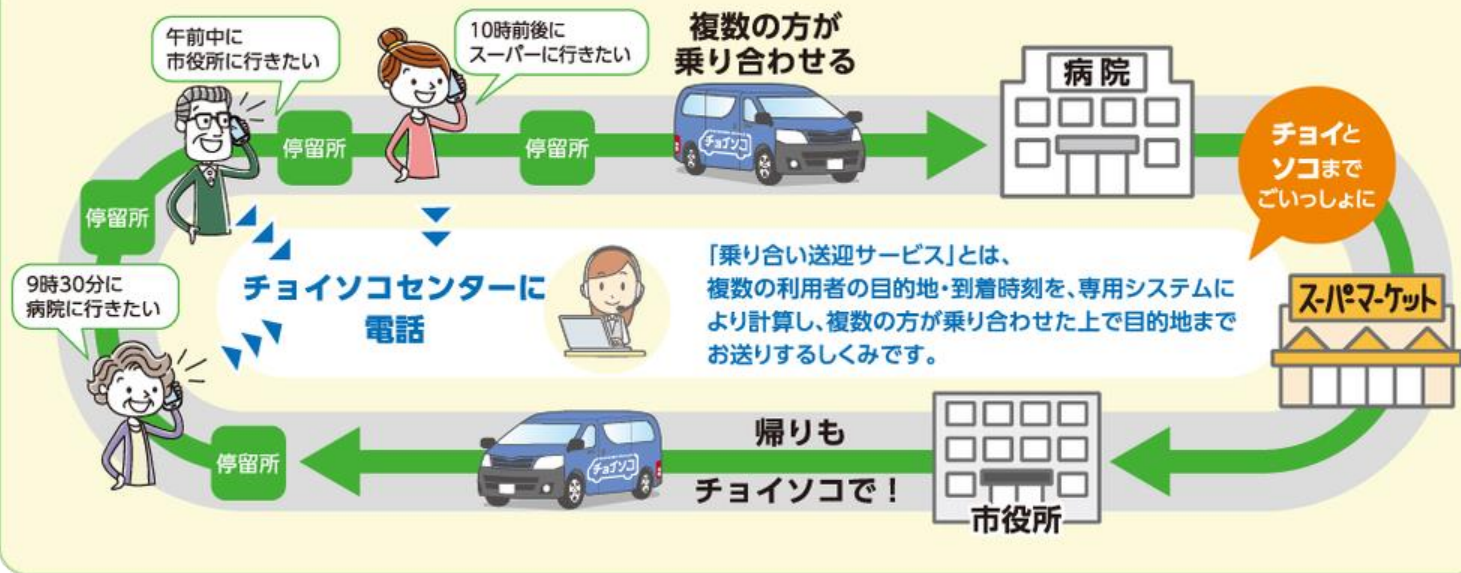 午前中に
市役所に行きたい
10時前後に
スーパーに行きたい
複数の方が
乗り合わせる
チョイソコ
病院
チョイと
ソコまで
ごいっしょに
停留所
停留所
停留所
9時30分に
病院に行きたい
チョイソコセンターに
電話
「乗り合い送迎サービス」とは、
複数の利用者の目的地・到着時刻を、専用システムに
より計算し、複数の方が乗り合わせた上で目的地まで
お送りするしくみです。
スーパーマーケット
停留所
チョイソコ
帰りも
チョイソコで！
市役所